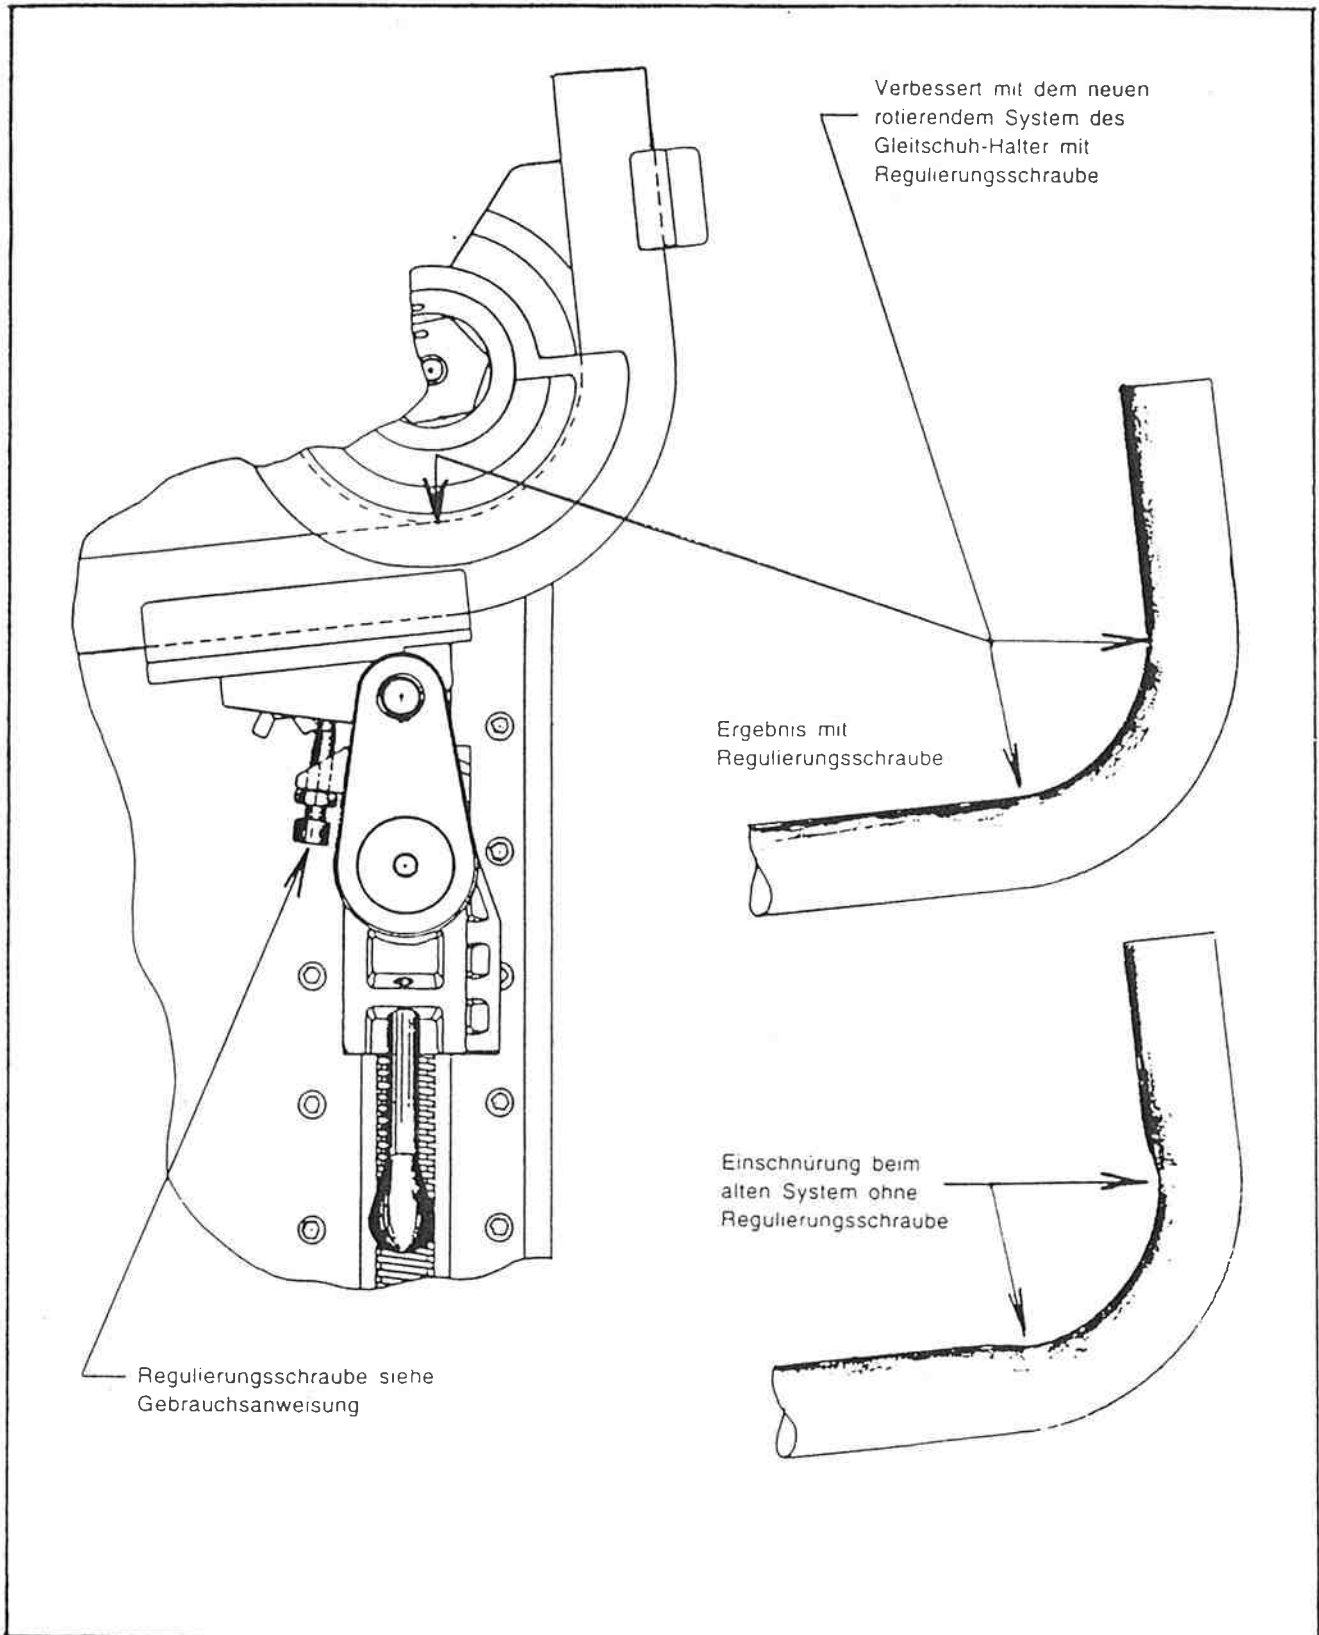 Verbessert mit dem neuen
rotierendem System des
Gleitschuh-Halter mit
Regulierungsschraube
Ergebnis mit
Regulierungsschraube
Einschnürung beim
alten System ohne
Regulierungsschraube
Regulierungsschraube siehe
Gebrauchsanweisung